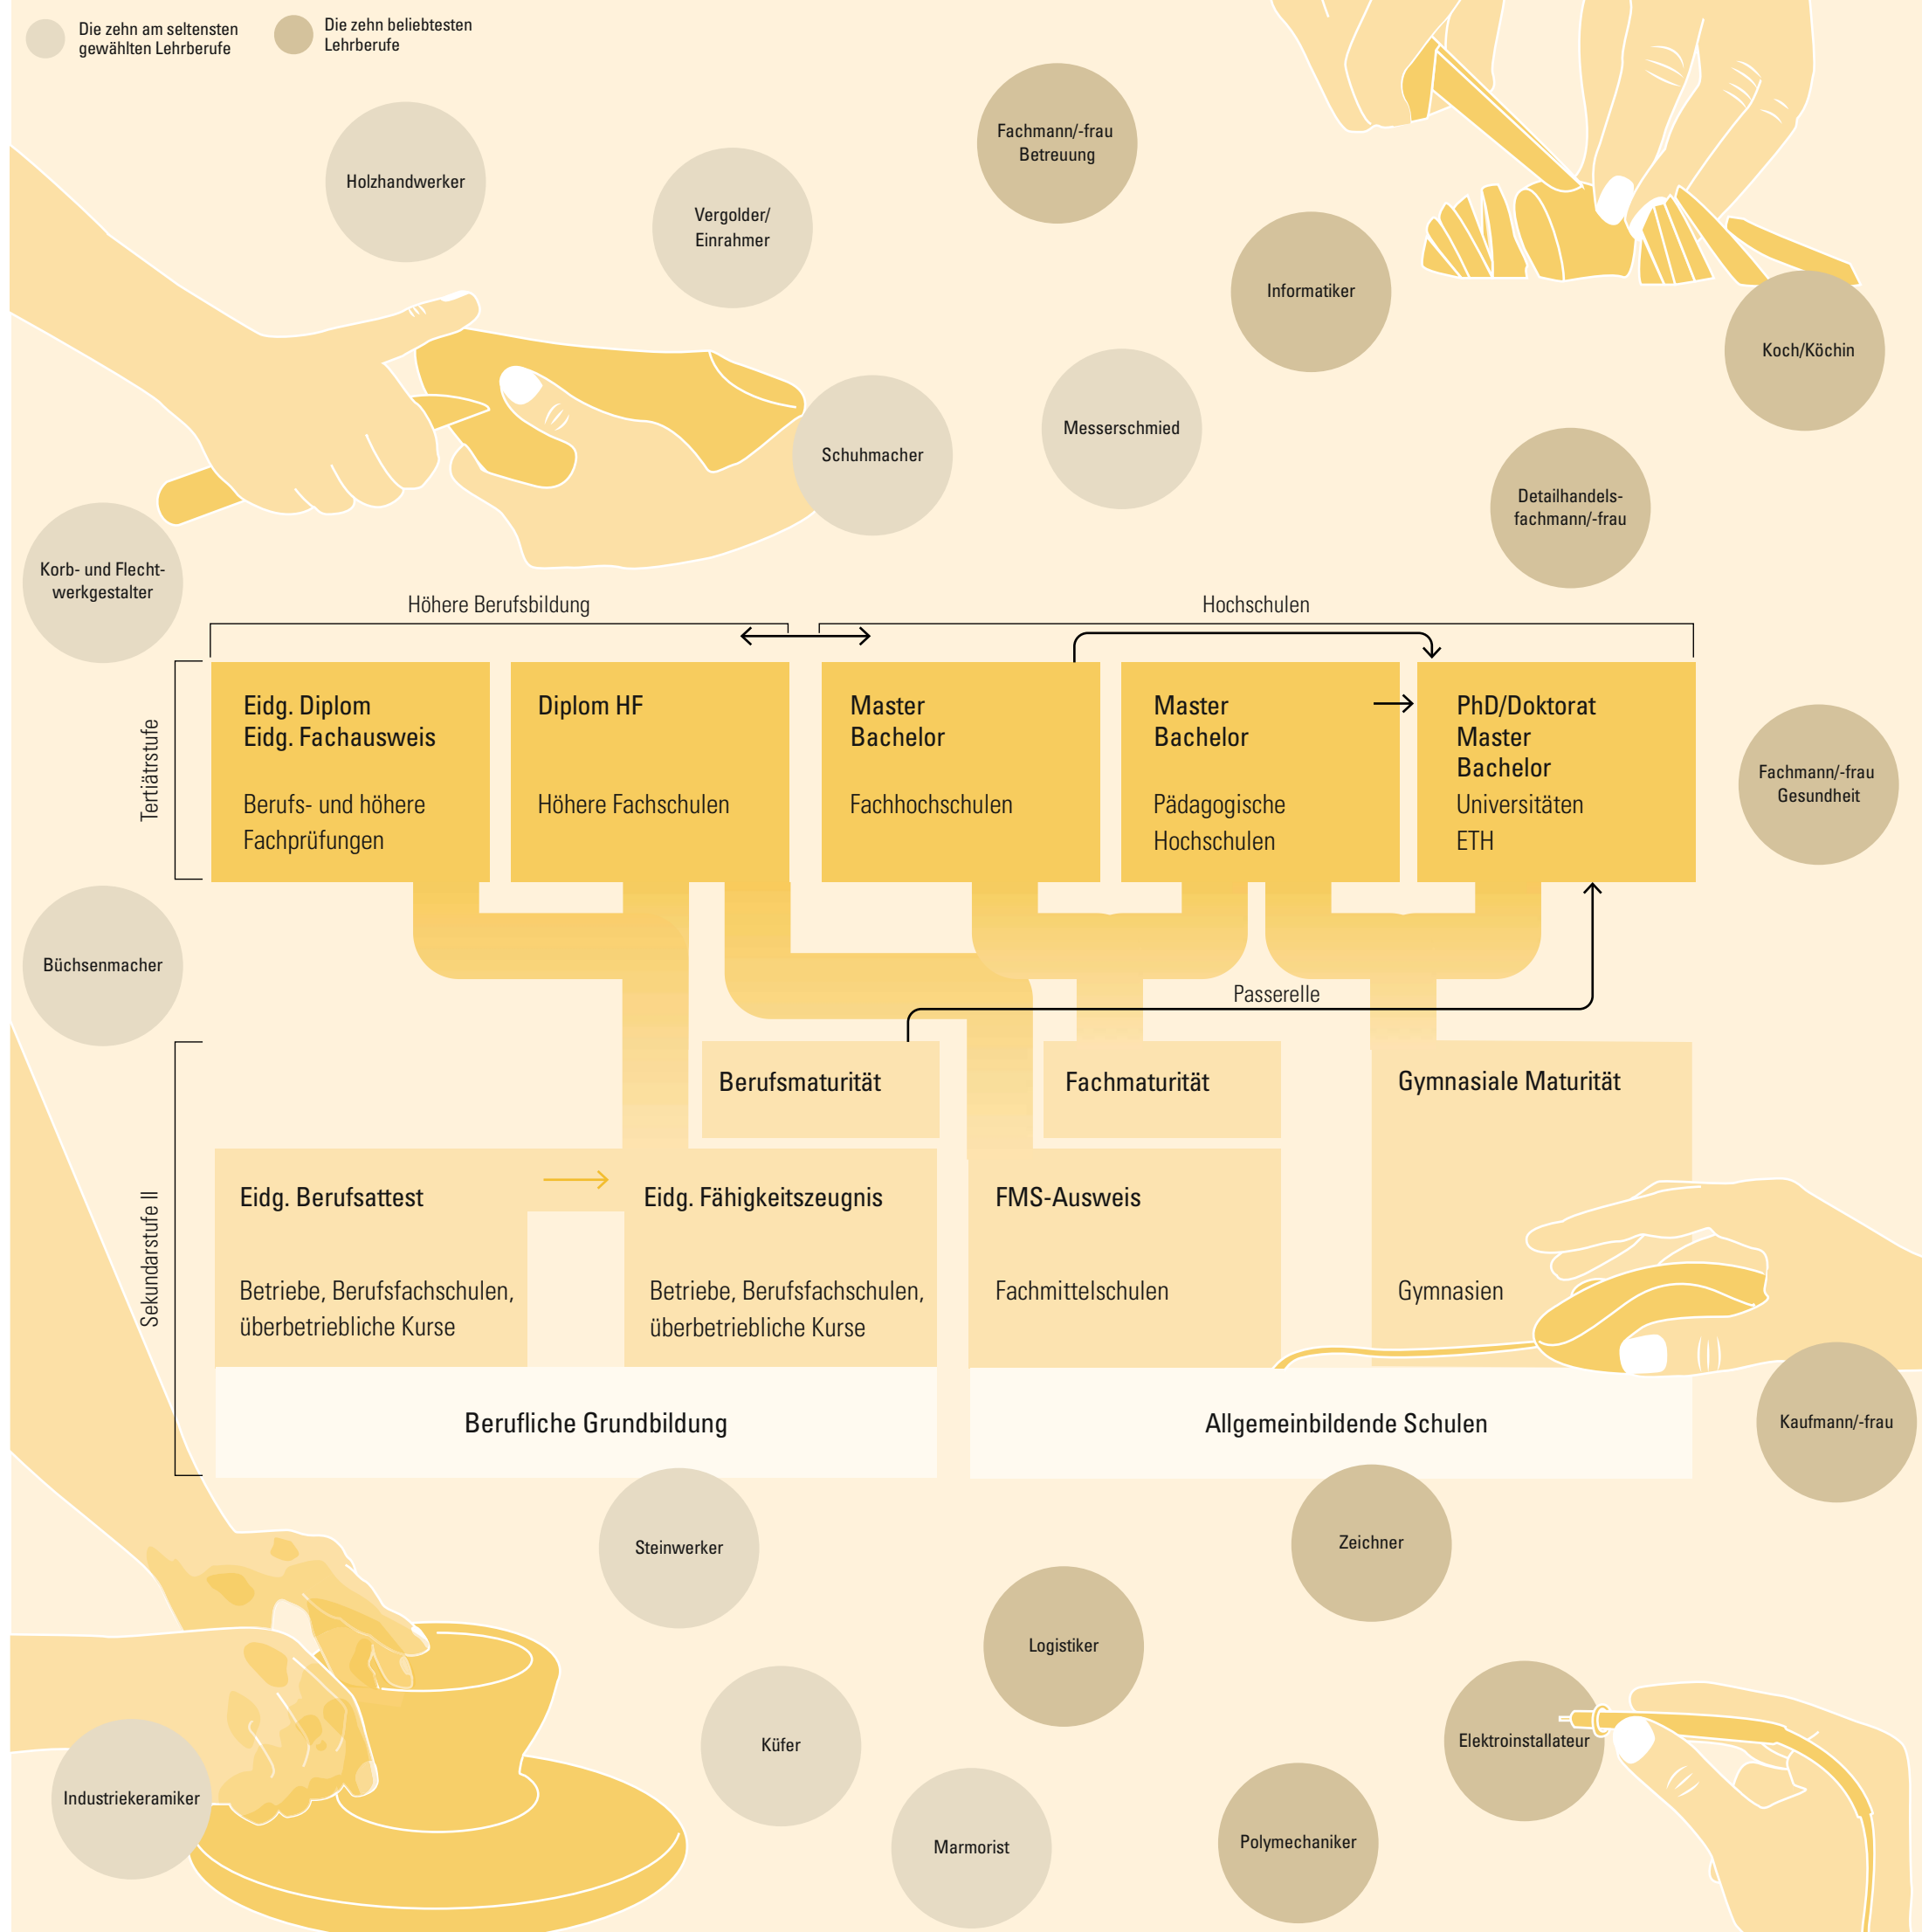 Die zehn am seltensten
gewählten Lehrberufe
Die zehn beliebtesten
Lehrberufe
Fachmann/-frau
Betreuung
Holzhandwerker
Vergolder/
Einrahmer
Informatiker
Koch/Köchin
Messerschmied
Schuhmacher
Detailhandels-
fachmann/-frau
Korb- und Flecht-
werkgestalter
Höhere Berufsbildung
Hochschulen
Tertiätrstufe
Eidg. Diplom
Eidg. Fachausweis
Berufs- und höhere
Fachprüfungen
Diplom HF
Höhere Fachschulen
Master
Bachelor
Fachhochschulen
Master
Bachelor
Pädagogische
Hochschulen
PhD/Doktorat
Master
Bachelor
Universitäten
ETH
Fachmann/-frau
Gesundheit
Büchsenmacher
Passerelle
Sekundarstufe II
Berufsmaturität
Fachmaturität
Gymnasiale Maturität
Eidg. Berufsattest
Betriebe, Berufsfachschulen,
überbetriebliche Kurse
Eidg. Fähigkeitszeugnis
Betriebe, Berufsfachschulen,
überbetriebliche Kurse
FMS-Ausweis
Fachmittelschulen
Gymnasien
Berufliche Grundbildung
Allgemeinbildende Schulen
Kaufmann/-frau
Steinwerker
Zeichner
Logistiker
Küfer
Elektroinstallateur
Industriekeramiker
Marmorist
Polymechaniker